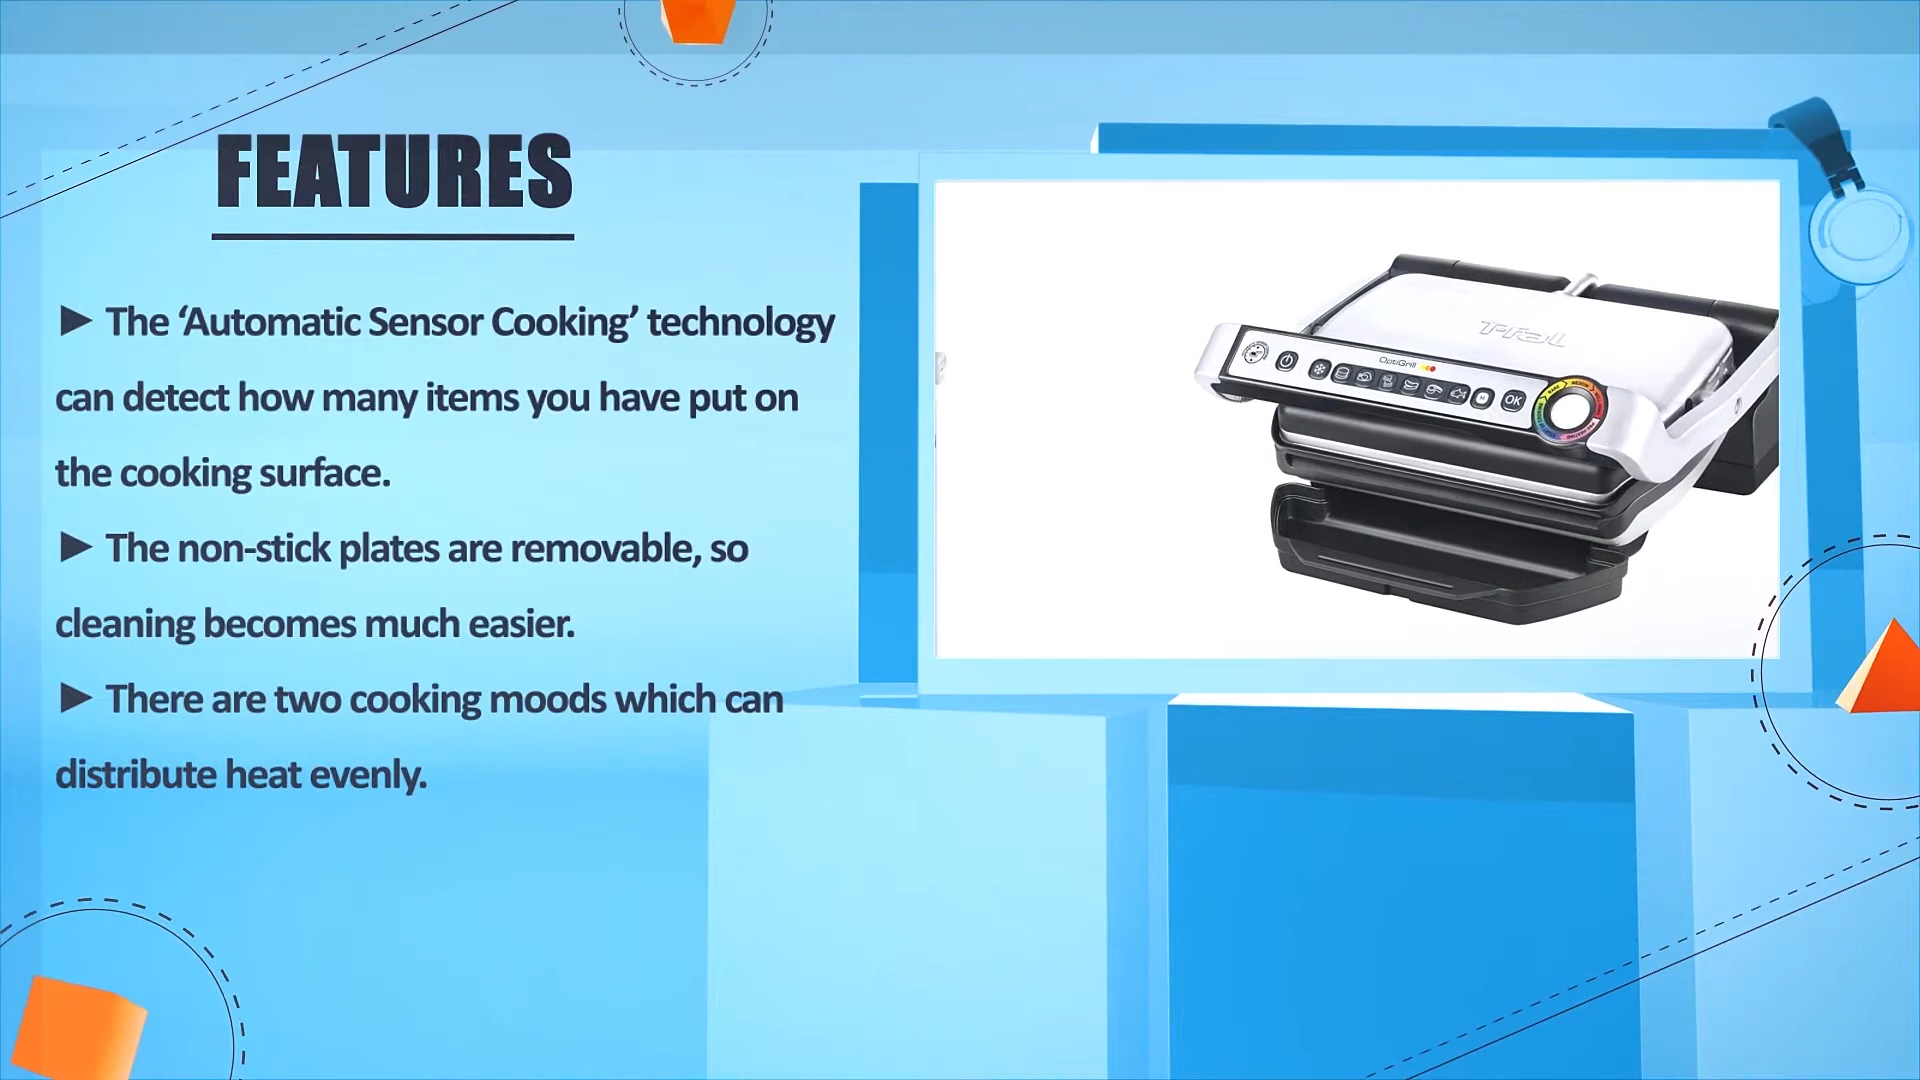 FEATURES
► The ‘Automatic Sensor Cooking’ technology
can detect how many items you have put on
the cooking surface.
► The non-stick plates are removable, so
cleaning becomes much easier.
► There are two cooking moods which can
distribute heat evenly.
T-fal
OptiGrill
OK
RARE
MEDIUM